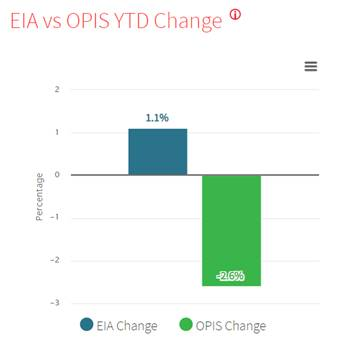 EIA vs OPIS YTD Change ⓘ
2
1.1%
1
0
Percentage
-1
-2
-2.6%
-3
EIA Change OPIS Change